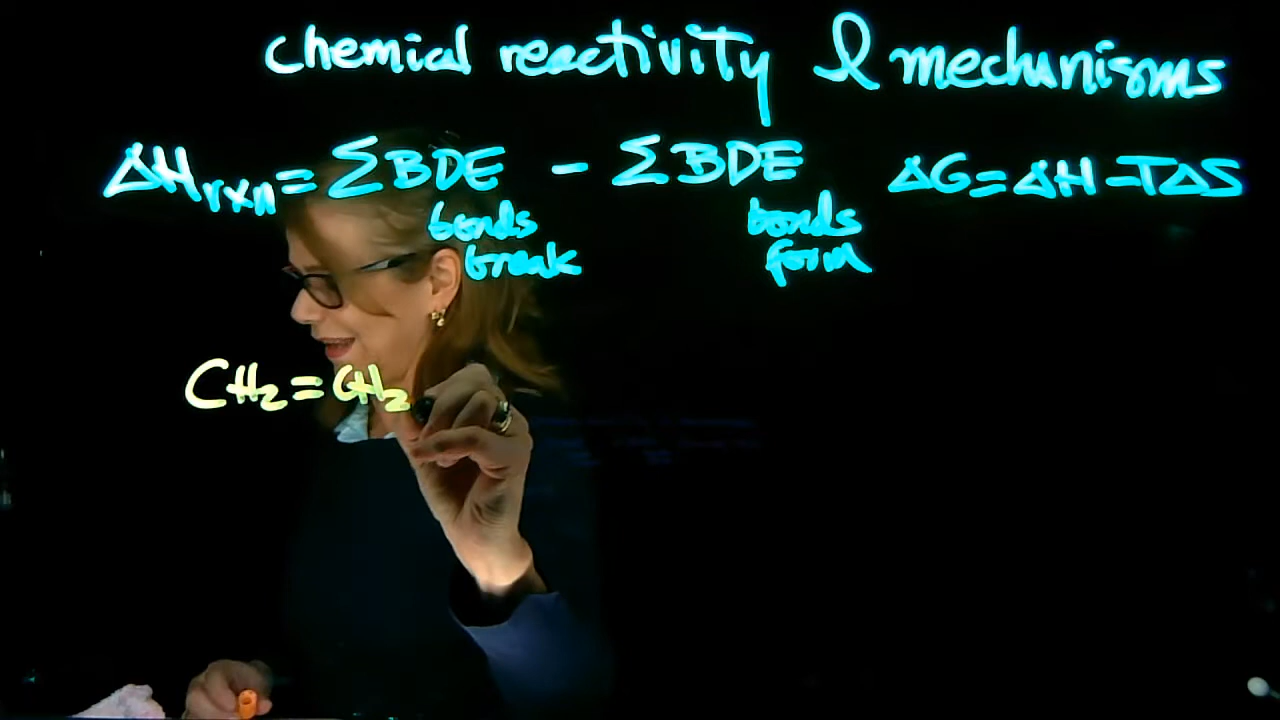 chemical reactivity & mechanisms
ΔHrxn = ΣBDE – ΣBDE ΔG = ΔH – TΔS
bonds bonds
break form
CH₂=CH₂